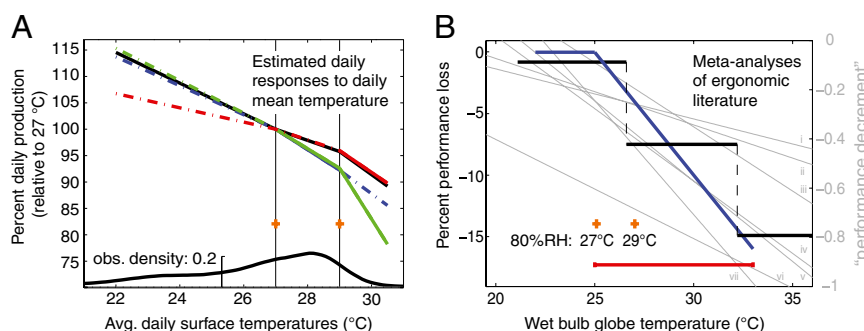 A
Percent daily production
(relative to 27 °C)
115
110
105
100
95
90
85
80
75
Estimated daily
responses to daily
mean temperature
obs. density: 0.2
22
24
26
28
30
Avg. daily surface temperatures (°C)
B
Percent performance loss
0
−5
−10
−15
Meta-analyses
of ergonomic
literature
80%RH: 27°C 29°C
i
ii
iii
iv
v
vi
vii
0
−0.2
−0.4
−0.6
−0.8
−1
“performance decrement”
20
25
30
35
Wet bulb globe temperature (°C)